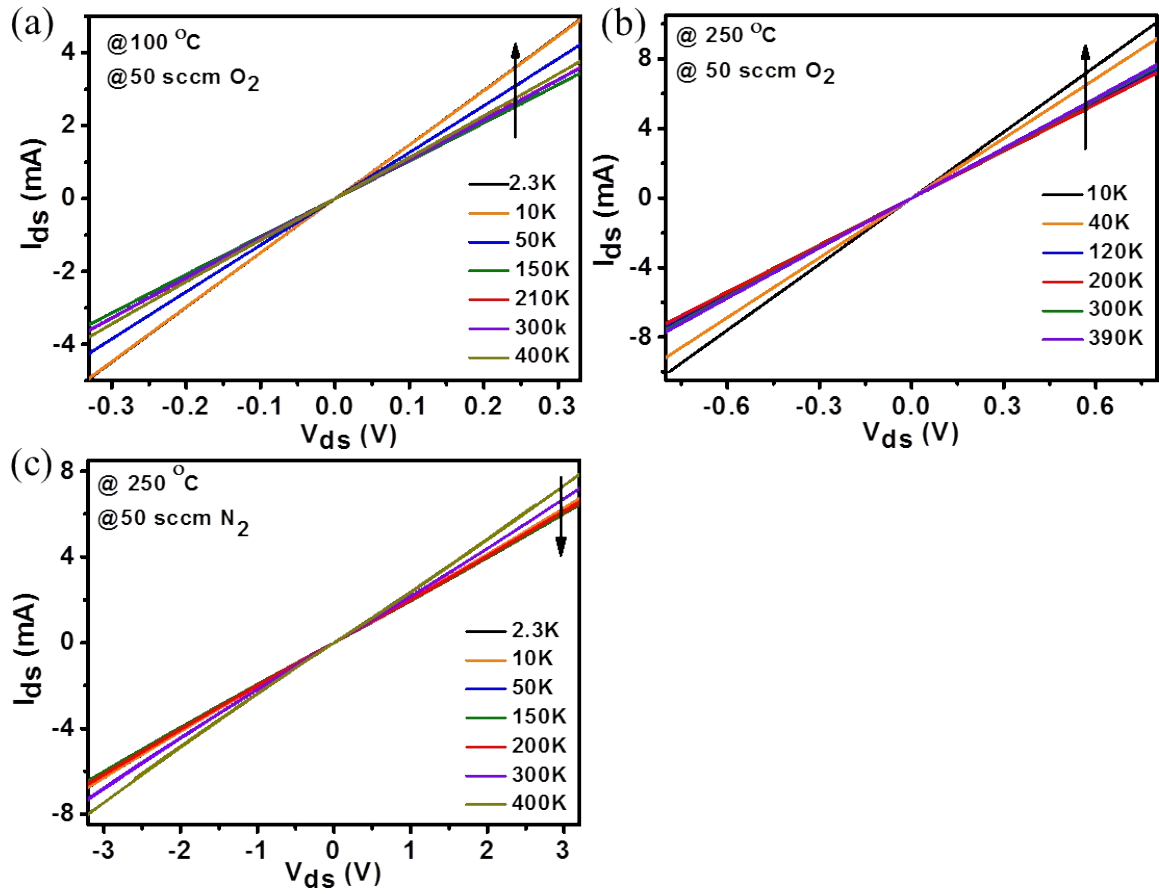 (a)
@100 °C
@50 sccm O2
Ids (mA)
4
2
0
-2
-4
2.3K
10K
50K
150K
210K
300k
400K
-0.3 -0.2 -0.1 0.0 0.1 0.2 0.3
Vds (V)
(b)
@ 250 °C
@ 50 sccm O2
Ids (mA)
8
4
0
-4
-8
10K
40K
120K
200K
300K
390K
-0.6 -0.3 0.0 0.3 0.6
Vds (V)
(c)
@ 250 °C
@50 sccm N2
Ids (mA)
8
4
0
-4
-8
2.3K
10K
50K
150K
200K
300K
400K
-3 -2 -1 0 1 2 3
Vds (V)